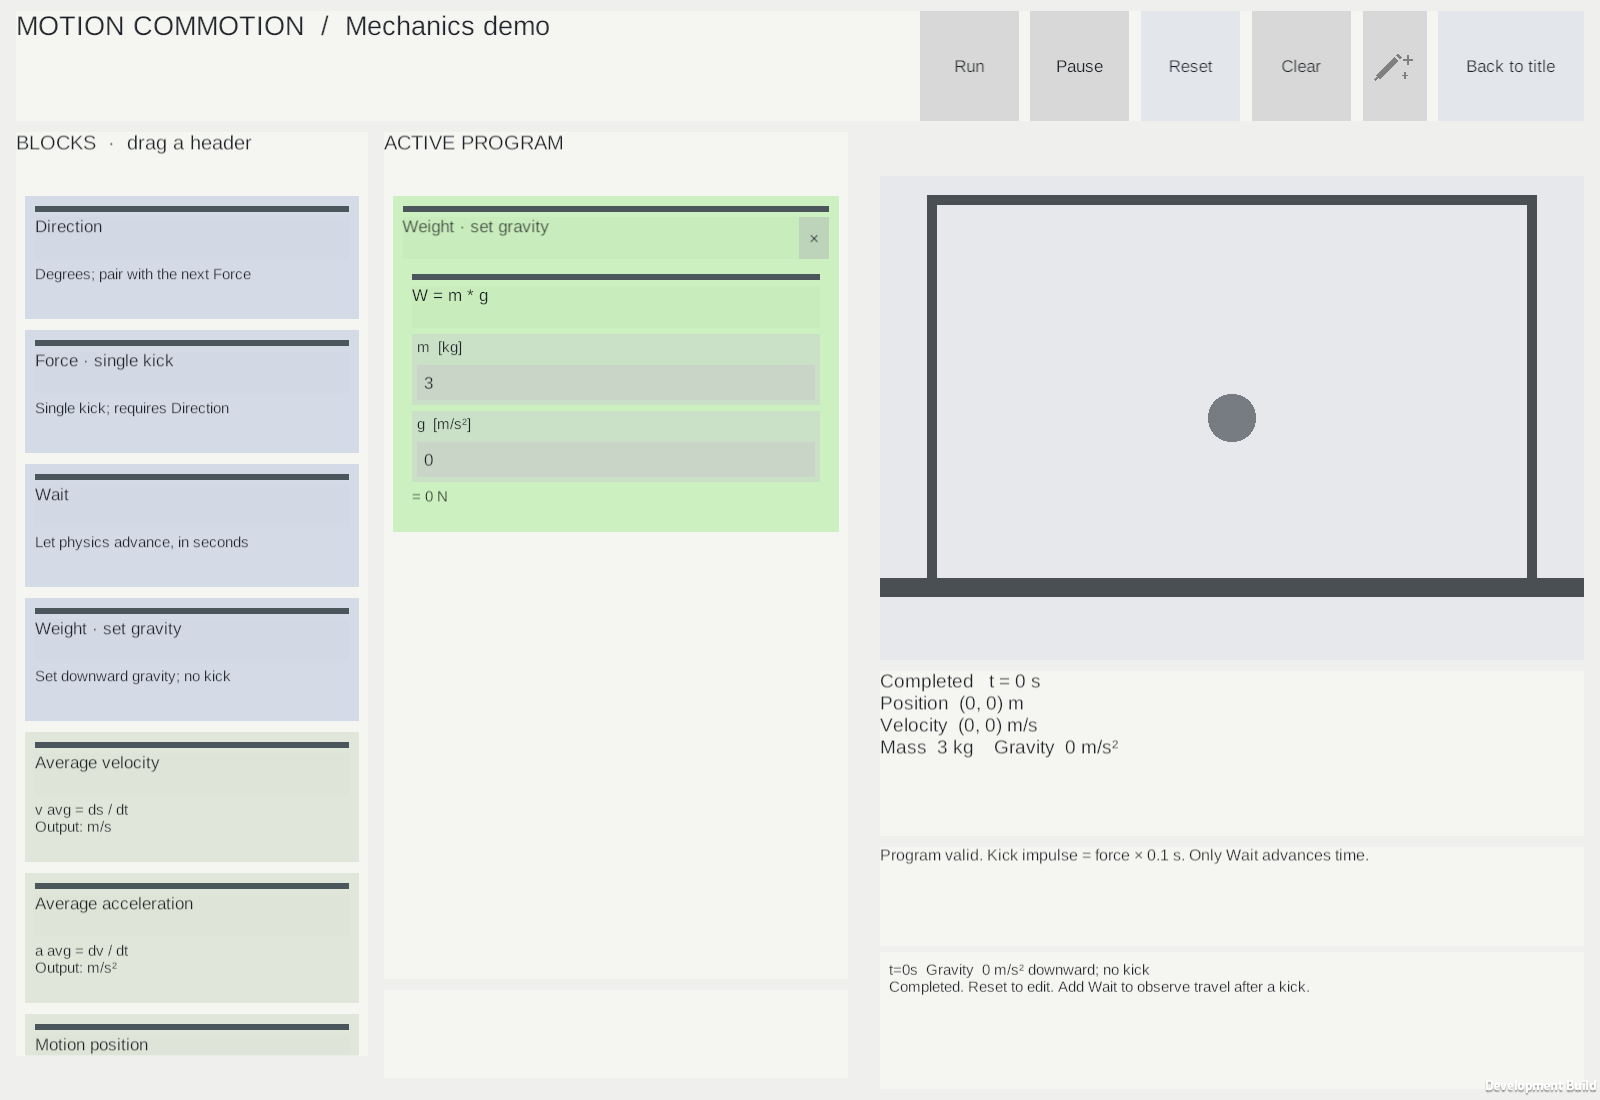 MOTION COMMOTION / Mechanics demo
Run
Pause
Reset
Clear
Back to title
BLOCKS · drag a header
Direction
Degrees; pair with the next Force
Force · single kick
Single kick; requires Direction
Wait
Let physics advance, in seconds
Weight · set gravity
Set downward gravity; no kick
Average velocity
v avg = ds / dt
Output: m/s
Average acceleration
a avg = dv / dt
Output: m/s²
Motion position
ACTIVE PROGRAM
Weight · set gravity
×
W = m * g
m [kg]
3
g [m/s²]
0
= 0 N
Completed t = 0 s
Position (0, 0) m
Velocity (0, 0) m/s
Mass 3 kg Gravity 0 m/s²
Program valid. Kick impulse = force × 0.1 s. Only Wait advances time.
t=0s Gravity 0 m/s² downward; no kick
Completed. Reset to edit. Add Wait to observe travel after a kick.
Development Build